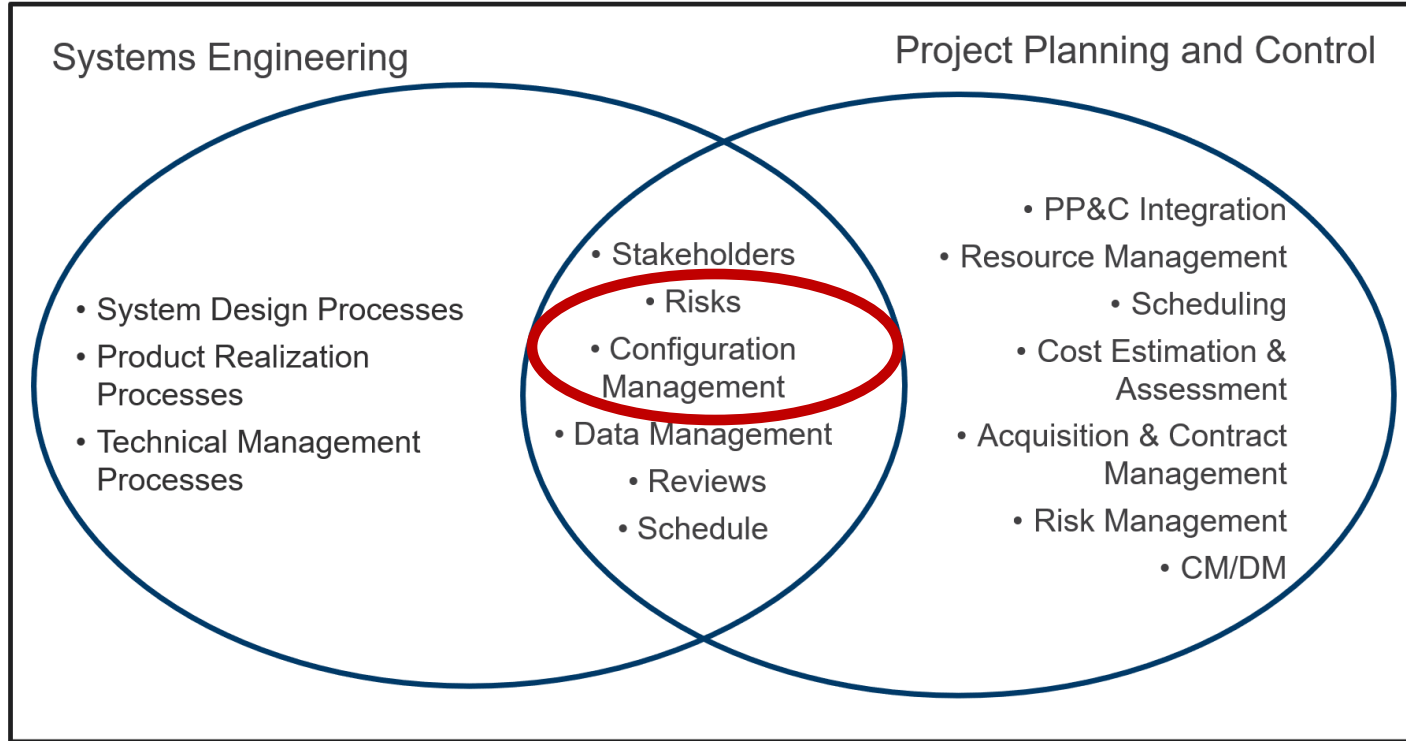 Systems Engineering
Project Planning and Control
• System Design Processes
• Product Realization
Processes
• Technical Management
Processes
• Stakeholders
• Risks
• Configuration
Management
• Data Management
• Reviews
• Schedule
• PP&C Integration
• Resource Management
• Scheduling
• Cost Estimation &
Assessment
• Acquisition & Contract
Management
• Risk Management
• CM/DM